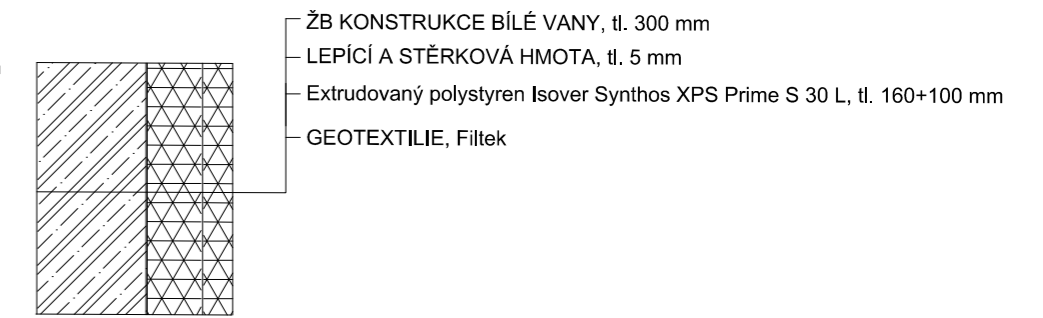 ŽB KONSTRUKCE BÍLÉ VANY, tl. 300 mm
LEPÍCÍ A STĚRKOVÁ HMOTA, tl. 5 mm
Extrudovaný polystyren Isover Synthos XPS Prime S 30 L, tl. 160+100 mm
GEOTEXTILIE, Filtek